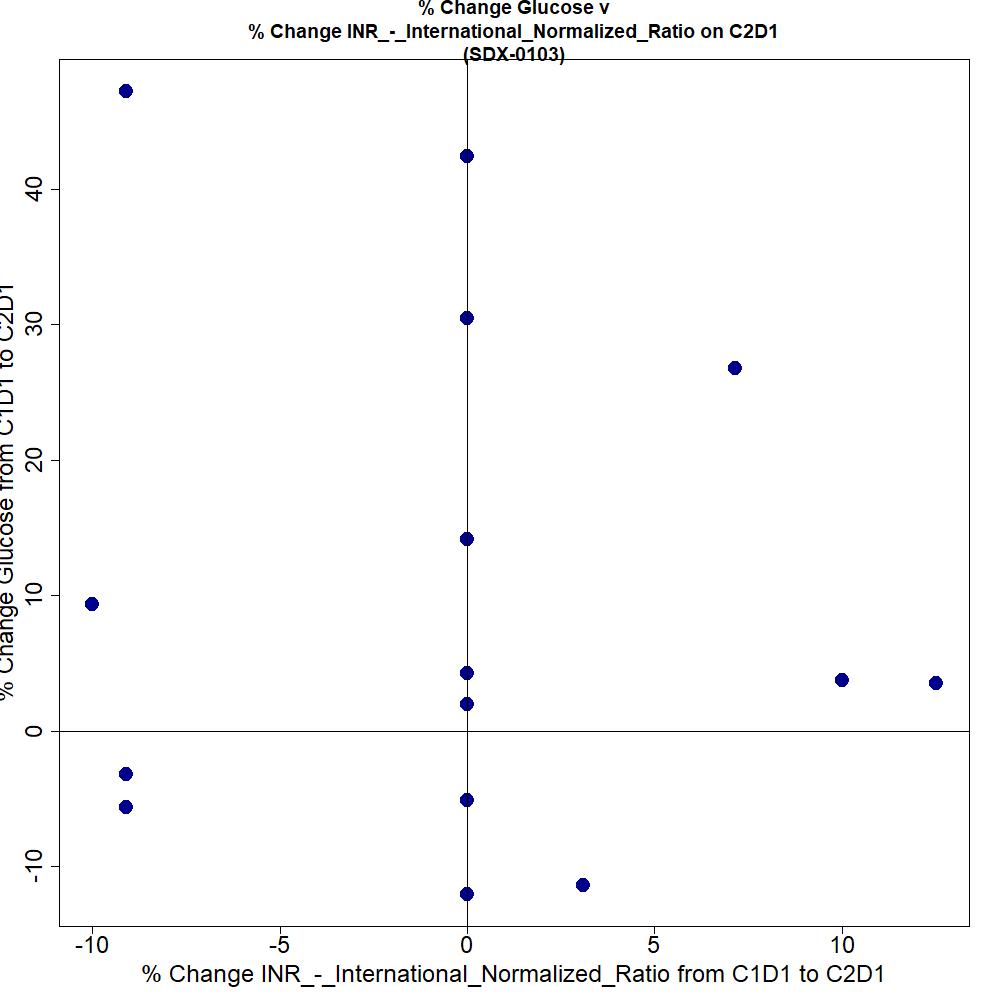 % Change Glucose v
% Change INR_-_International_Normalized_Ratio on C2D1
(SDX-0103)
% Change Glucose from C1D1 to C2D1
40
30
20
10
0
-10
-10
-5
0
5
10
% Change INR_-_International_Normalized_Ratio from C1D1 to C2D1